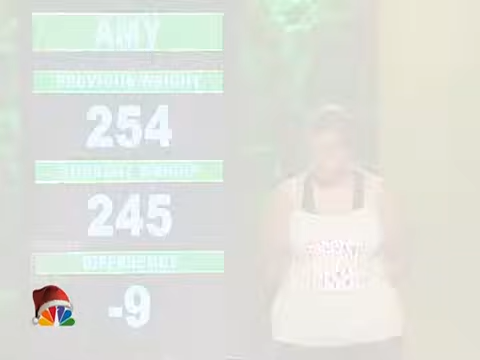 AMY
PREVIOUS WEIGHT
254
CURRENT WEIGHT
245
DIFFERENCE
-9